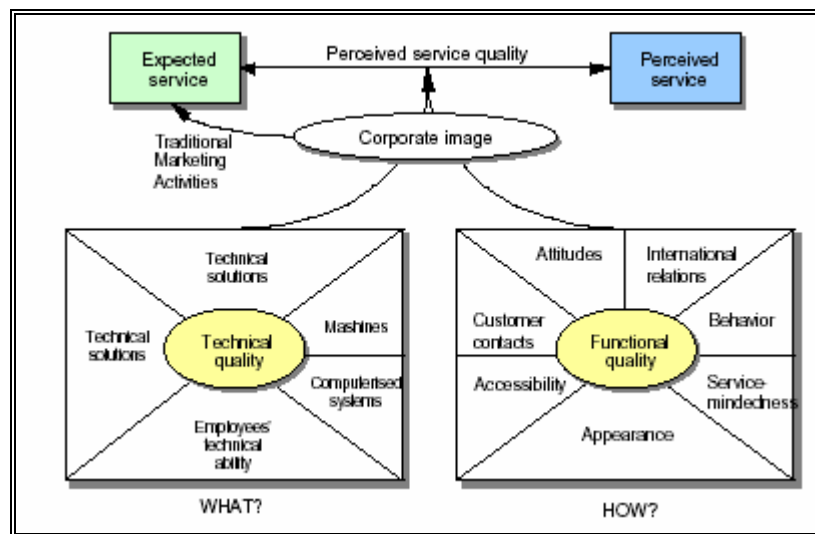 Expected
service
Perceived service quality
Perceived
service
Corporate image
Traditional
Marketing
Activities
Technical
solutions
Technical
solutions
Technical
quality
Mashines
Computerised
systems
Employees'
technical
ability
WHAT?
Attitudes
International
relations
Customer
contacts
Functional
quality
Behavior
Accessibility
Service-
mindedness
Appearance
HOW?